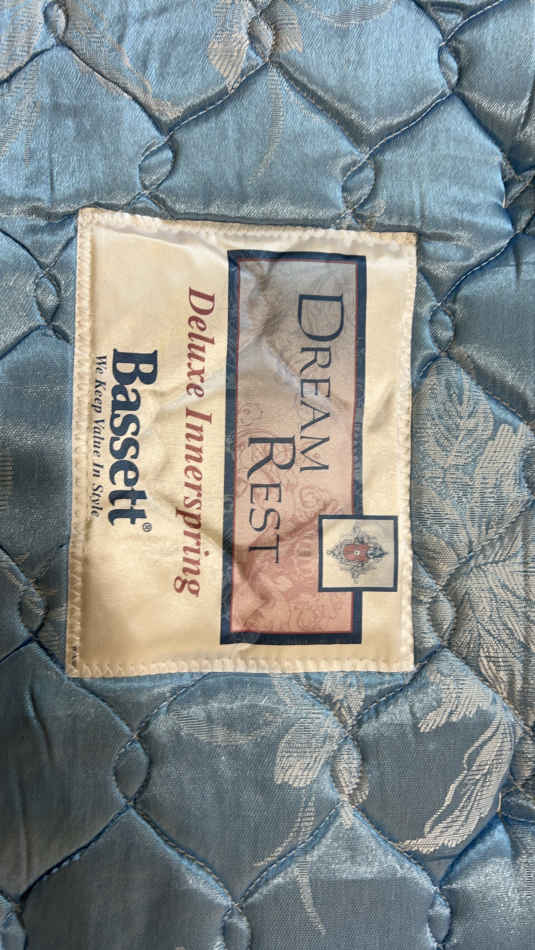 DREAM
REST
Deluxe Innerspring
Bassett®
We Keep Value In Style